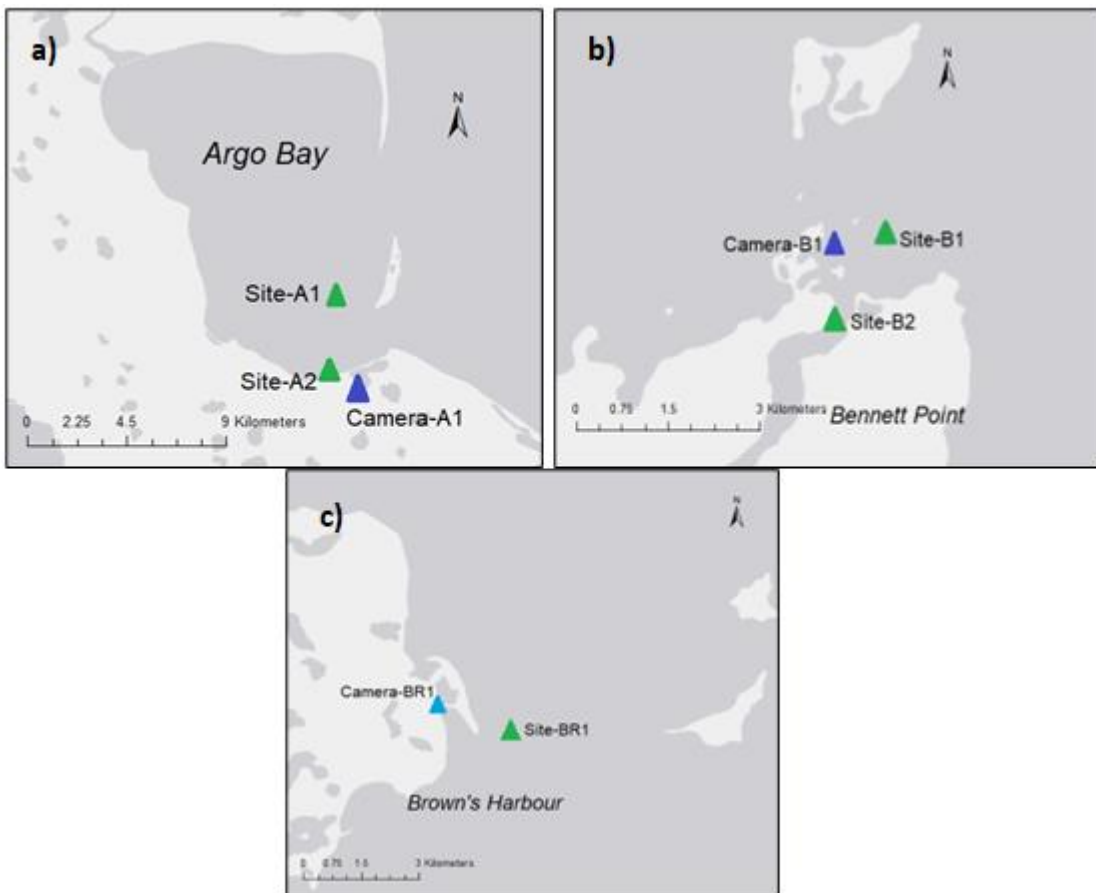 a)
N
Argo Bay
Site-A1
Site-A2
Camera-A1
0 2.25 4.5 9 Kilometers
b)
N
Camera-B1
Site-B1
Site-B2
0 0.75 1.5 3 Kilometers
Bennett Point
c)
N
Camera-BR1
Site-BR1
Brown's Harbour
0 0.75 1.5 3 Kilometers